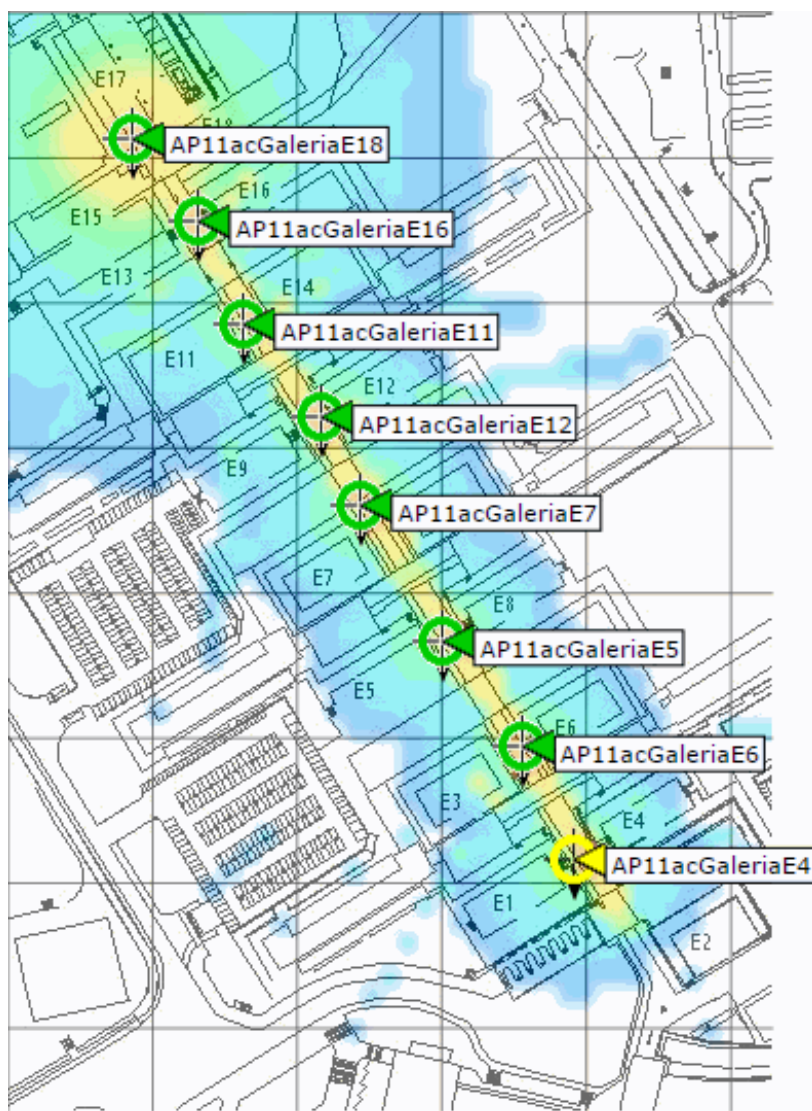 E17
E18
AP11acGaleriaE18
E16
E15
AP11acGaleriaE16
E13
E14
AP11acGaleriaE11
E11
E12
AP11acGaleriaE12
E9
AP11acGaleriaE7
E7
E8
AP11acGaleriaE5
E5
E6
AP11acGaleriaE6
E3
E4
AP11acGaleriaE4
E1
E2